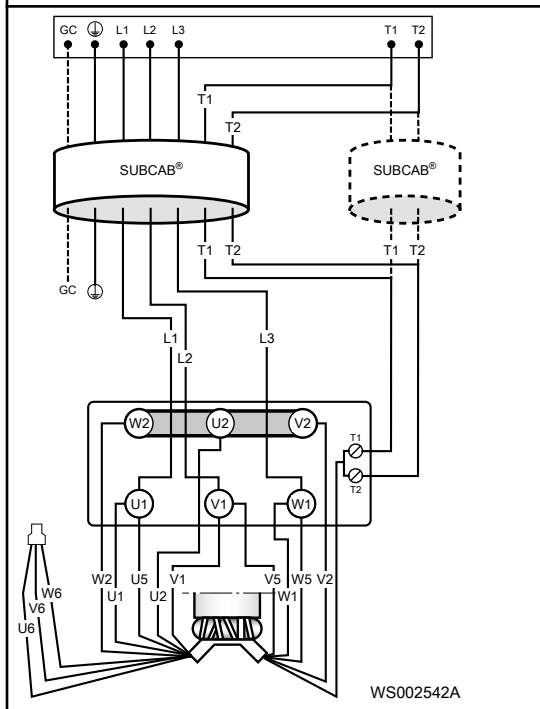 GC L1 L2 L3 T1 T2
T1
T2
SUBCAB® SUBCAB®
T1 T2 T1 T2
GC
L1 L3
L2
W2 U2 V2
T1
T2
U1 V1 W1
W2 U5 V1 V5 W5 V2
U1 U2 W1
W6
V6
U6
WS002542A